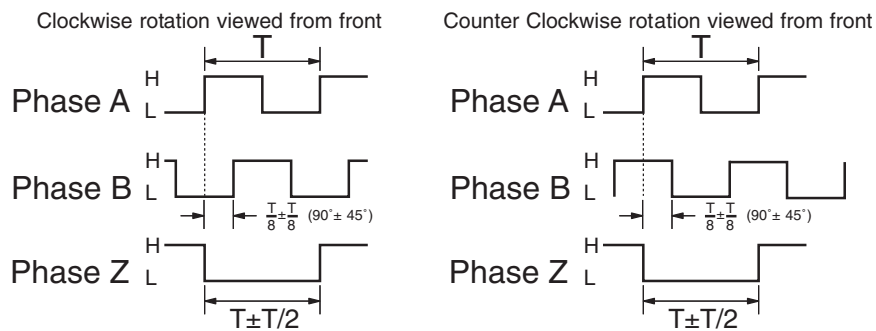 Clockwise rotation viewed from front
T
Phase A H L
Phase B H L
T/8±T/8 (90˚± 45˚)
Phase Z H L
T±T/2
Counter Clockwise rotation viewed from front
T
Phase A H L
Phase B H L
T/8±T/8 (90˚± 45˚)
Phase Z H L
T±T/2